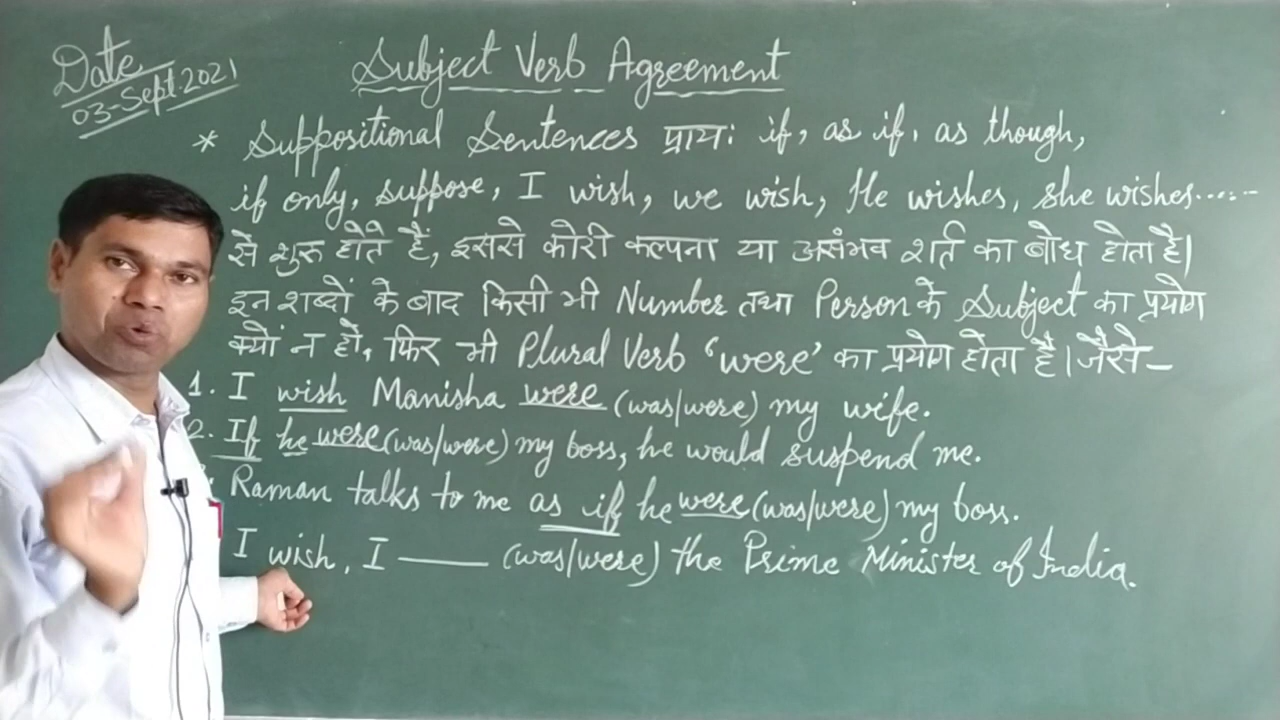 Date
03-Sept.2021
Subject Verb Agreement
* Suppositional Sentences प्राय: if, as if, as though,
if only, suppose, I wish, we wish, He wishes, she wishes......
से शुरू होते हैं, इससे कोरी कल्पना या असंभव शर्त का बोध होता है।
इन शब्दों के बाद किसी भी Number तथा Person के Subject का प्रयोग
क्यों न हो, फिर भी Plural Verb 'were' का प्रयोग होता है। जैसे-
1. I wish Manisha were (was/were) my wife.
2. If he were (was/were) my boss, he would suspend me.
Raman talks to me as if he were (was/were) my boss.
I wish, I ____ (was/were) the Prime Minister of India.